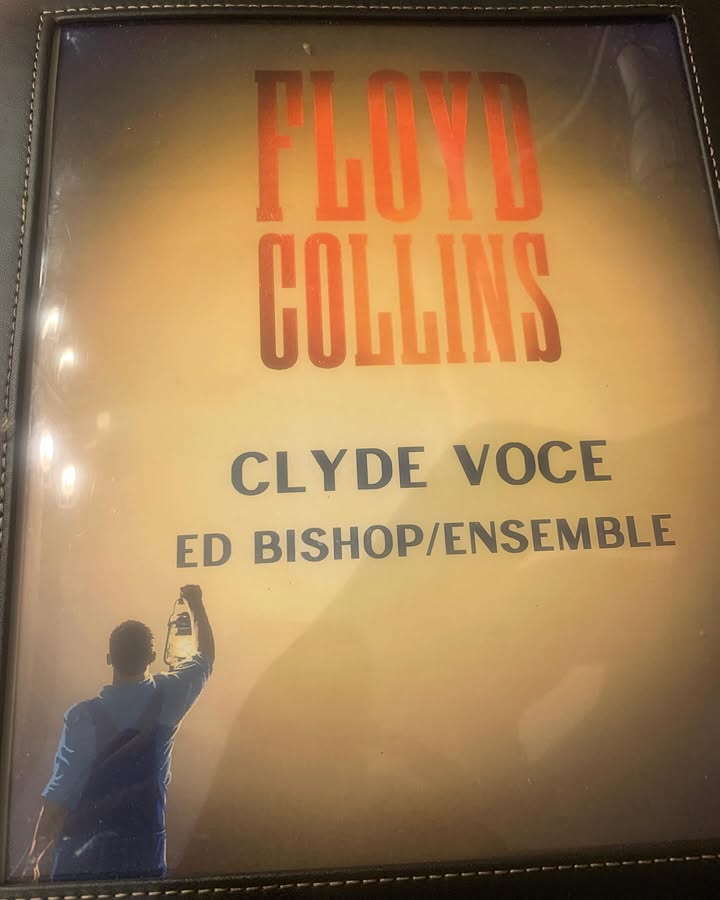 FLOYD
COLLINS
CLYDE VOCE
ED BISHOP/ENSEMBLE